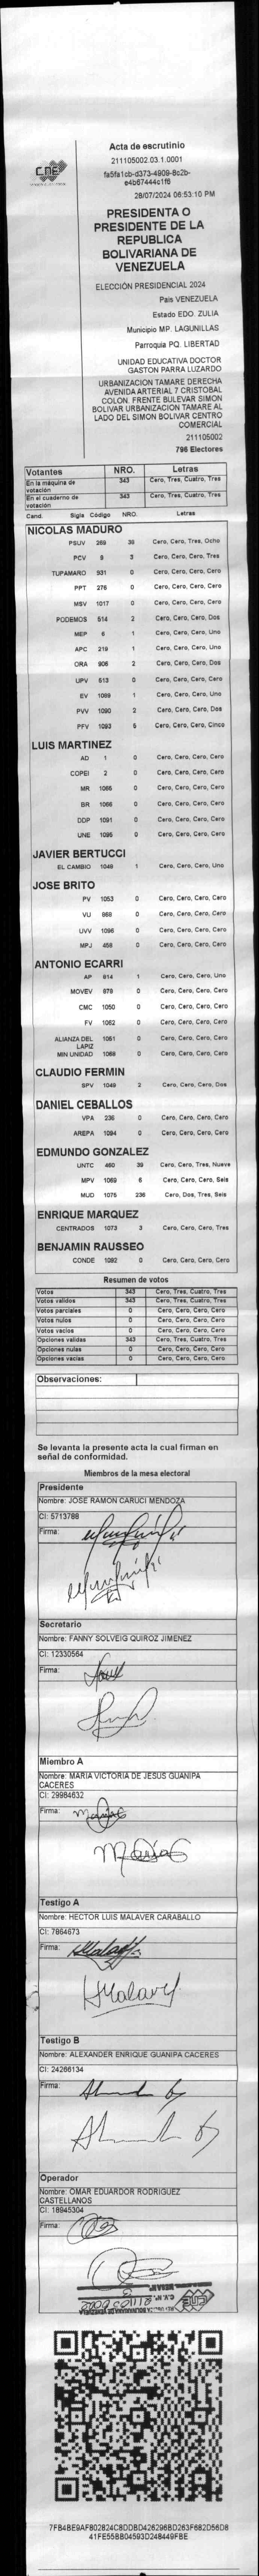 CNE
Acta de escrutinio
211105002.03.1.0001
fa5fa1cb-d373-4909-8c2b-
e4b67444c1f6
28/07/2024 06:53:10 PM
PRESIDENTA O
PRESIDENTE DE LA
REPUBLICA
BOLIVARIANA DE
VENEZUELA
ELECCIÓN PRESIDENCIAL 2024
País VENEZUELA
Estado EDO. ZULIA
Municipio MP. LAGUNILLAS
Parroquia PQ. LIBERTAD
UNIDAD EDUCATIVA DOCTOR
GASTON PARRA LUZARDO
URBANIZACION TAMARE DERECHA
AVENIDA ARTERIAL 7 CRISTOBAL
COLON FRENTE BULEVAR SIMON
BOLIVAR URBANIZACION TAMARE AL
LADO DEL SIMON BOLIVAR CENTRO
COMERCIAL
211105002
796 Electores
Votantes NRO. Letras
En la máquina de votación 343 Cero, Tres, Cuatro, Tres
En el cuaderno de votación 343 Cero, Tres, Cuatro, Tres
Cand. Sigla Código NRO. Letras
NICOLAS MADURO
PSUV 269 38 Cero, Cero, Tres, Ocho
PCV 8 3 Cero, Cero, Cero, Tres
TUPAMARO 931 0 Cero, Cero, Cero, Cero
PPT 276 0 Cero, Cero, Cero, Cero
MSV 1017 0 Cero, Cero, Cero, Cero
PODEMOS 514 2 Cero, Cero, Cero, Dos
MEP 6 1 Cero, Cero, Cero, Uno
APC 219 1 Cero, Cero, Cero, Uno
ORA 906 2 Cero, Cero, Cero, Dos
UPV 513 0 Cero, Cero, Cero, Cero
EV 1089 1 Cero, Cero, Cero, Uno
PVV 1090 2 Cero, Cero, Cero, Dos
PFV 1093 5 Cero, Cero, Cero, Cinco
LUIS MARTINEZ
AD 1 0 Cero, Cero, Cero, Cero
COPEI 2 0 Cero, Cero, Cero, Cero
MR 1066 0 Cero, Cero, Cero, Cero
BR 0 Cero, Cero, Cero, Cero
DDP 1091 0 Cero, Cero, Cero, Cero
UNE 1095 0 Cero, Cero, Cero, Cero
JAVIER BERTUCCI
EL CAMBIO 1 Cero, Cero, Cero, Uno
JOSE BRITO
PV 1053 0 Cero, Cero, Cero, Cero
VU 868 0 Cero, Cero, Cero, Cero
UVV 1096 0 Cero, Cero, Cero, Cero
MPJ 458 0 Cero, Cero, Cero, Cero
ANTONIO ECARRI
AP 814 1 Cero, Cero, Cero, Uno
MOVEV 878 0 Cero, Cero, Cero, Cero
CMC 1050 0 Cero, Cero, Cero, Cero
FV 1062 0 Cero, Cero, Cero, Cero
ALIANZA DEL LAPIZ 1051 0 Cero, Cero, Cero, Cero
MIN UNIDAD 1068 0 Cero, Cero, Cero, Cero
CLAUDIO FERMIN
SPV 1049 2 Cero, Cero, Cero, Dos
DANIEL CEBALLOS
VPA 236 0 Cero, Cero, Cero, Cero
AREPA 1094 0 Cero, Cero, Cero, Cero
EDMUNDO GONZALEZ
UNTC 460 39 Cero, Cero, Tres, Nueve
MPV 1069 6 Cero, Cero, Cero, Seis
MUD 1075 236 Cero, Dos, Tres, Seis
ENRIQUE MARQUEZ
CENTRADOS 1073 3 Cero, Cero, Cero, Tres
BENJAMIN RAUSSEO
CONDE 1092 0 Cero, Cero, Cero, Cero
Resumen de votos
Votos 343 Cero, Tres, Cuatro, Tres
Votos validos 343 Cero, Tres, Cuatro, Tres
Votos parciales 0 Cero, Cero, Cero, Cero
Votos nulos 0 Cero, Cero, Cero, Cero
Votos vacios 0 Cero, Cero, Cero, Cero
Opciones validas 343 Cero, Tres, Cuatro, Tres
Opciones nulas 0 Cero, Cero, Cero, Cero
Opciones vacias 0 Cero, Cero, Cero, Cero
Observaciones:
Se levanta la presente acta la cual firman en
señal de conformidad.
Miembros de la mesa electoral
Presidente
Nombre: JOSE RAMON CARUCI MENDOZA
CI: 5713788
Firma:
Secretario
Nombre: FANNY SOLVEIG QUIROZ JIMENEZ
CI: 12330564
Firma:
Miembro A
Nombre: MARIA VICTORIA DE JESUS GUANIPA
CACERES
CI: 29984632
Firma:
Testigo A
Nombre: HECTOR LUIS MALAVER CARABALLO
CI: 7864673
Firma:
Testigo B
Nombre: ALEXANDER ENRIQUE GUANIPA CACERES
CI: 24266134
Firma:
Operador
Nombre: OMAR EDUARDOR RODRIGUEZ
CASTELLANOS
CI: 18945304
Firma:
CNE
REPÚBLICA BOLIVARIANA DE VENEZUELA
C.V. N°. 211105002
7FB4BE9AF802824C8DDBD426296BD263F682D56D8
41FE55BB04593D248449FBE